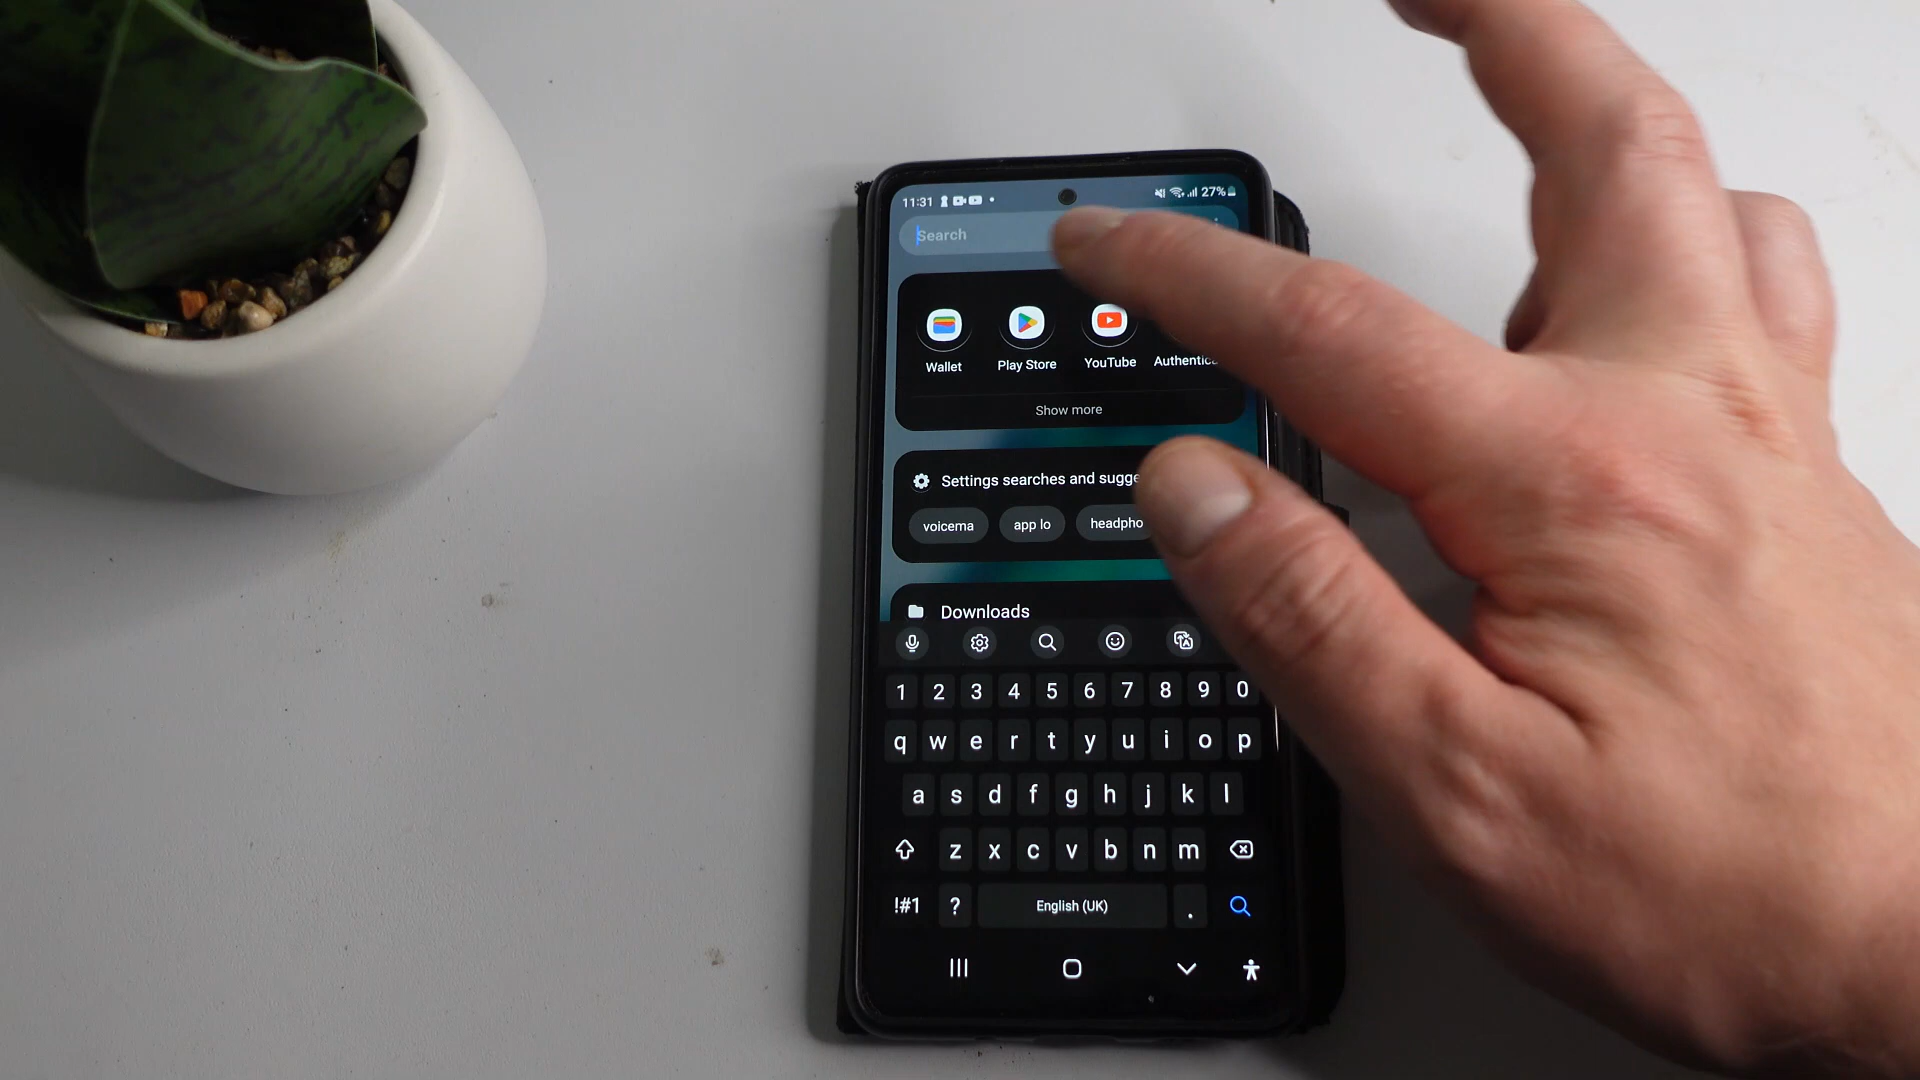 11:31 27%
Search
Wallet Play Store YouTube Authentica
Show more
Settings searches and sugge
voicema app lo headpho
Downloads
1 2 3 4 5 6 7 8 9 0
q w e r t y u i o p
a s d f g h j k l
z x c v b n m
!#1 ? English (UK) .